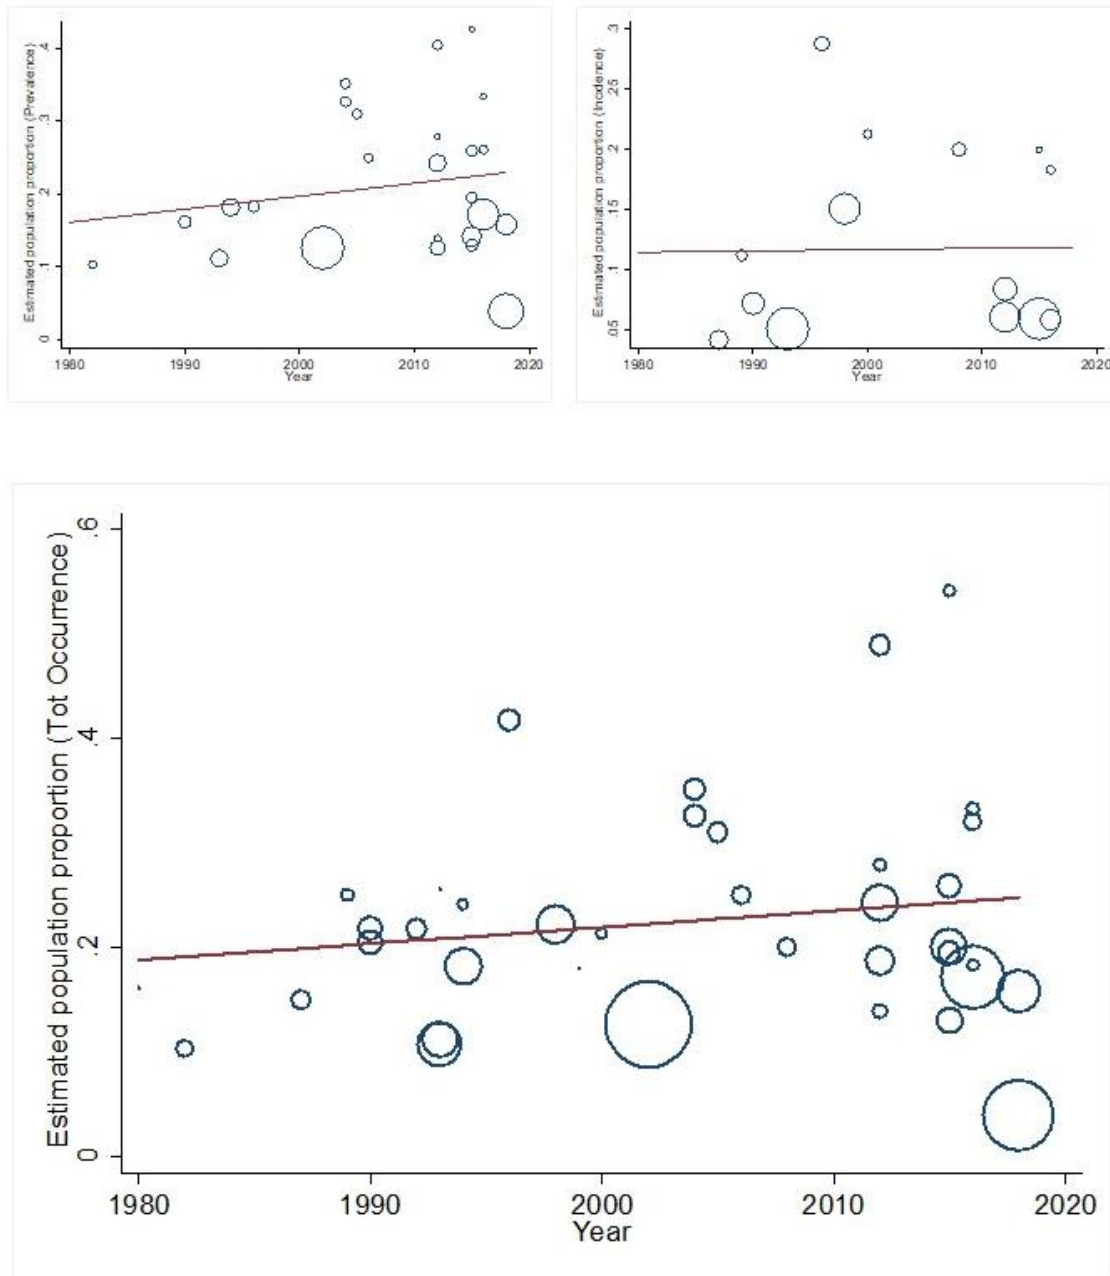 Estimated population proportion (Prevalence)
.4
.3
.2
.1
0
1980 1990 2000 2010 2020
Year
Estimated population proportion (Incidence)
.3
.25
.2
.15
.1
.05
1980 1990 2000 2010 2020
Year
Estimated population proportion (Tot Occurrence)
.6
.4
.2
0
1980 1990 2000 2010 2020
Year